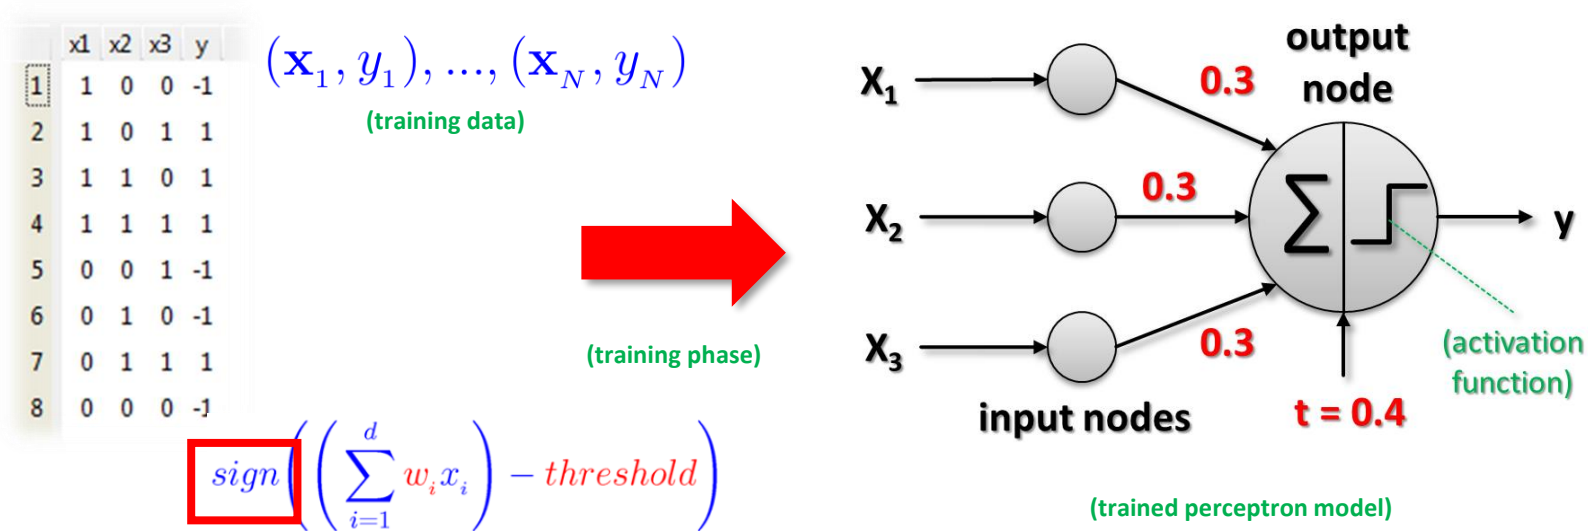 x1 x2 x3 y
1 1 0 0 -1
2 1 0 1 1
3 1 1 0 1
4 1 1 1 1
5 0 0 1 -1
6 0 1 0 -1
7 0 1 1 1
8 0 0 0 -1
(𝐱₁, y₁), ..., (𝐱_N, y_N)
(training data)
(training phase)
sign((∑_{i=1}^{d} w_i x_i) − threshold)
output
node
X₁
0.3
X₂
0.3
y
X₃
0.3
input nodes
t = 0.4
∑
(activation
function)
(trained perceptron model)